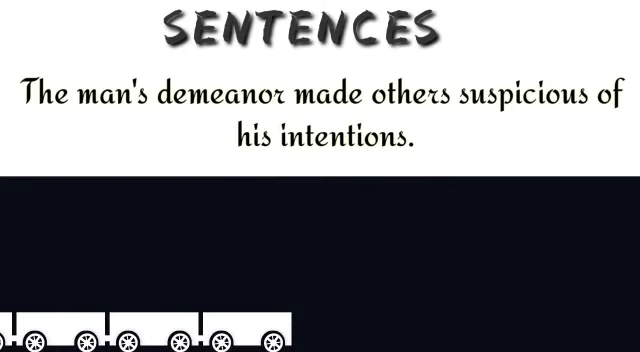 SENTENCES
The man's demeanor made others suspicious of
his intentions.